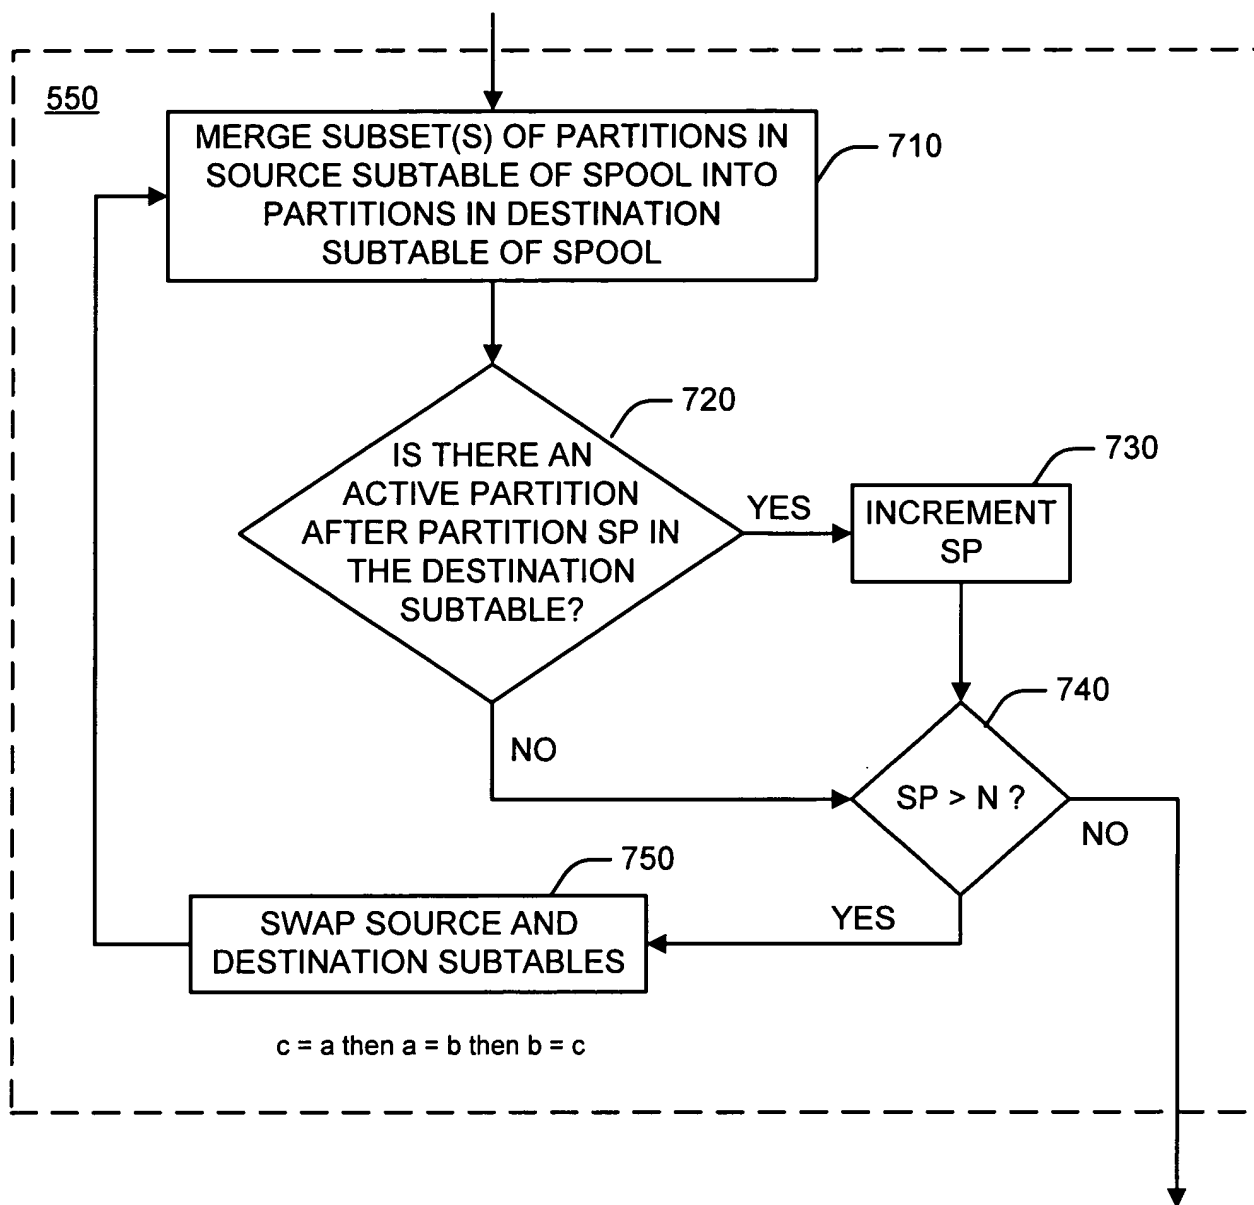 550
MERGE SUBSET(S) OF PARTITIONS IN
SOURCE SUBTABLE OF SPOOL INTO
PARTITIONS IN DESTINATION
SUBTABLE OF SPOOL
710
720
IS THERE AN
ACTIVE PARTITION
AFTER PARTITION SP IN
THE DESTINATION
SUBTABLE?
YES
730
INCREMENT
SP
NO
740
SP > N ?
NO
YES
750
SWAP SOURCE AND
DESTINATION SUBTABLES
c = a then a = b then b = c